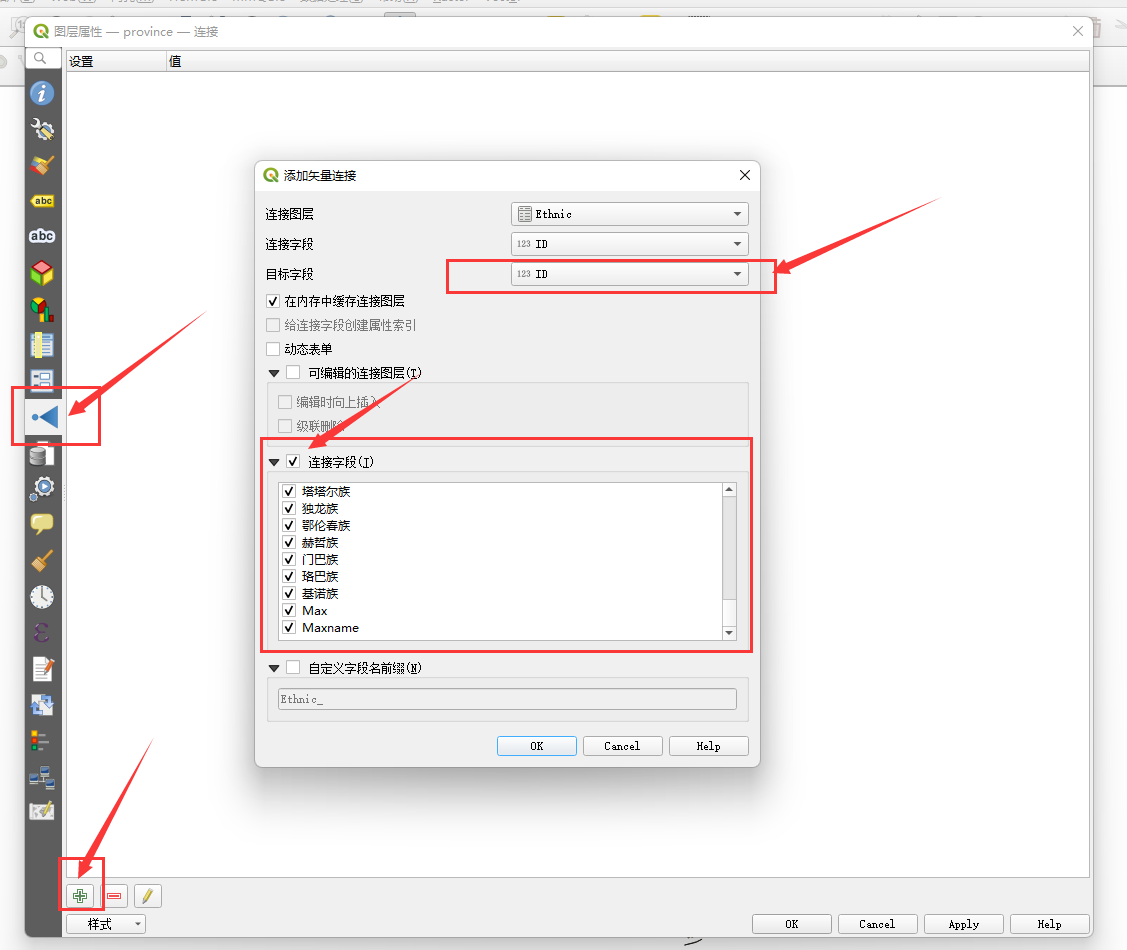 图层属性 — province — 连接
设置 值
添加矢量连接
连接图层 Ethnic
连接字段 123 ID
目标字段 123 ID
在内存中缓存连接图层
给连接字段创建属性索引
动态表单
可编辑的连接图层(T)
编辑时向上插入
级联删除
连接字段(J)
塔塔尔族
独龙族
鄂伦春族
赫哲族
门巴族
珞巴族
基诺族
Max
Maxname
自定义字段名前缀(N)
Ethnic_
OK Cancel Help
abc
abc
样式
OK Cancel Apply Help